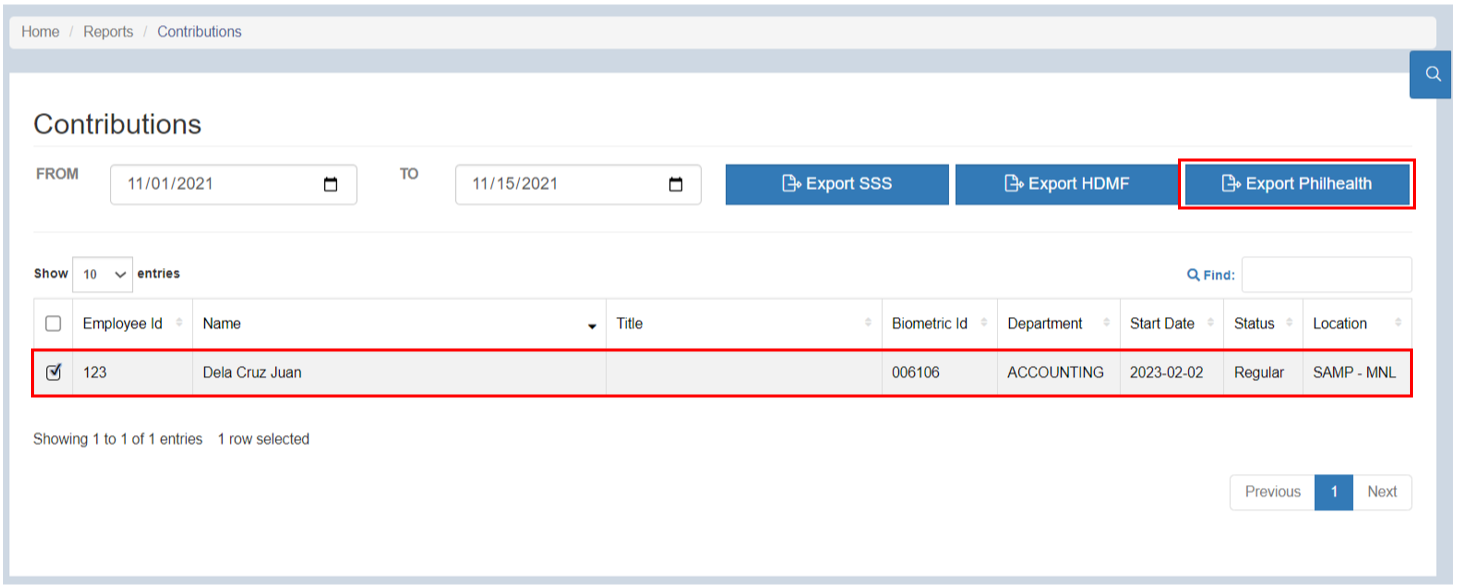 Home / Reports / Contributions
Contributions
FROM 11/01/2021 TO 11/15/2021 Export SSS Export HDMF Export Philhealth
Show 10 entries Find:
Employee Id Name Title Biometric Id Department Start Date Status Location
123 Dela Cruz Juan 006106 ACCOUNTING 2023-02-02 Regular SAMP - MNL
Showing 1 to 1 of 1 entries 1 row selected
Previous 1 Next